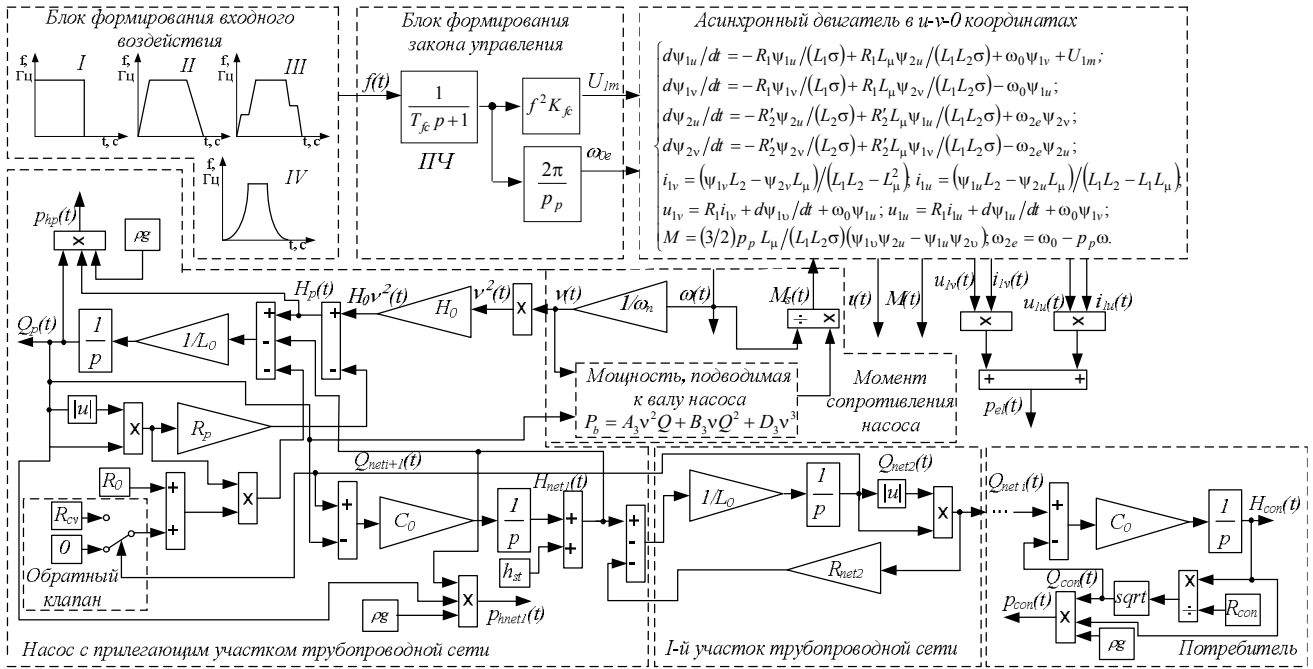 Блок формирования входного
воздействия
f,
Гц
I
t, с
II
t, с
f,
Гц
III
t, с
f,
Гц
IV
t, с
Блок формирования
закона управления
f(t)
1
T_fc p+1
ПЧ
f²K_fc
2π
p_p
U_1m
ω_0e
Асинхронный двигатель в u-v-0 координатах
dψ_1u/dt = −R_1ψ_1u/(L_1σ) + R_1L_μψ_2u/(L_1L_2σ) + ω_0ψ_1v + U_1m;
dψ_1v/dt = −R_1ψ_1v/(L_1σ) + R_1L_μψ_2v/(L_1L_2σ) − ω_0ψ_1u;
dψ_2u/dt = −R'_2ψ_2u/(L_2σ) + R'_2L_μψ_1u/(L_1L_2σ) + ω_2eψ_2v;
dψ_2v/dt = −R'_2ψ_2v/(L_2σ) + R'_2L_μψ_1v/(L_1L_2σ) − ω_2eψ_2u;
i_1v = (ψ_1vL_2 − ψ_2vL_μ)/(L_1L_2 − L_μ²); i_1u = (ψ_1uL_2 − ψ_2uL_μ)/(L_1L_2 − L_1L_μ);
u_1v = R_1i_1v + dψ_1υ/dt + ω_0ψ_1u; u_1u = R_1i_1u + dψ_1u/dt + ω_0ψ_1v;
M = (3/2)p_p L_μ/(L_1L_2σ)(ψ_1υψ_2u − ψ_1uψ_2υ); ω_2e = ω_0 − p_pω.
p_hp(t)
×
ρg
Q_p(t)
1
p
1/L_0
+
-
-
H_p(t)
+
-
H_0ν²(t)
H_0
ν²(t)
×
ν(t)
1/ω_n
ω(t)
M_s(t)
÷ ×
i(t)
M(t)
u_1v(t)
i_1v(t)
u_1u(t)
i_1u(t)
×
×
+ +
p_el(t)
Мощность, подводимая
к валу насоса
P_b = A_3ν²Q + B_3νQ² + D_3ν³
Момент
сопротивления
насоса
|u|
×
R_p
R_0
R_cv
0
+
+
×
Обратный
клапан
Q_neti+1(t)
+
-
C_0
1
p
H_net1(t)
+
+
h_st
ρg
×
p_hnet1(t)
Насос с прилегающим участком трубопроводной сети
+
-
1/L_0
1
p
Q_net2(t)
|u|
×
R_net2
I-й участок трубопроводной сети
...
Q_net i(t)
+
-
C_0
1
p
H_con(t)
Q_con(t)
sqrt
×
÷
R_con
p_con(t)
×
ρg
Потребитель